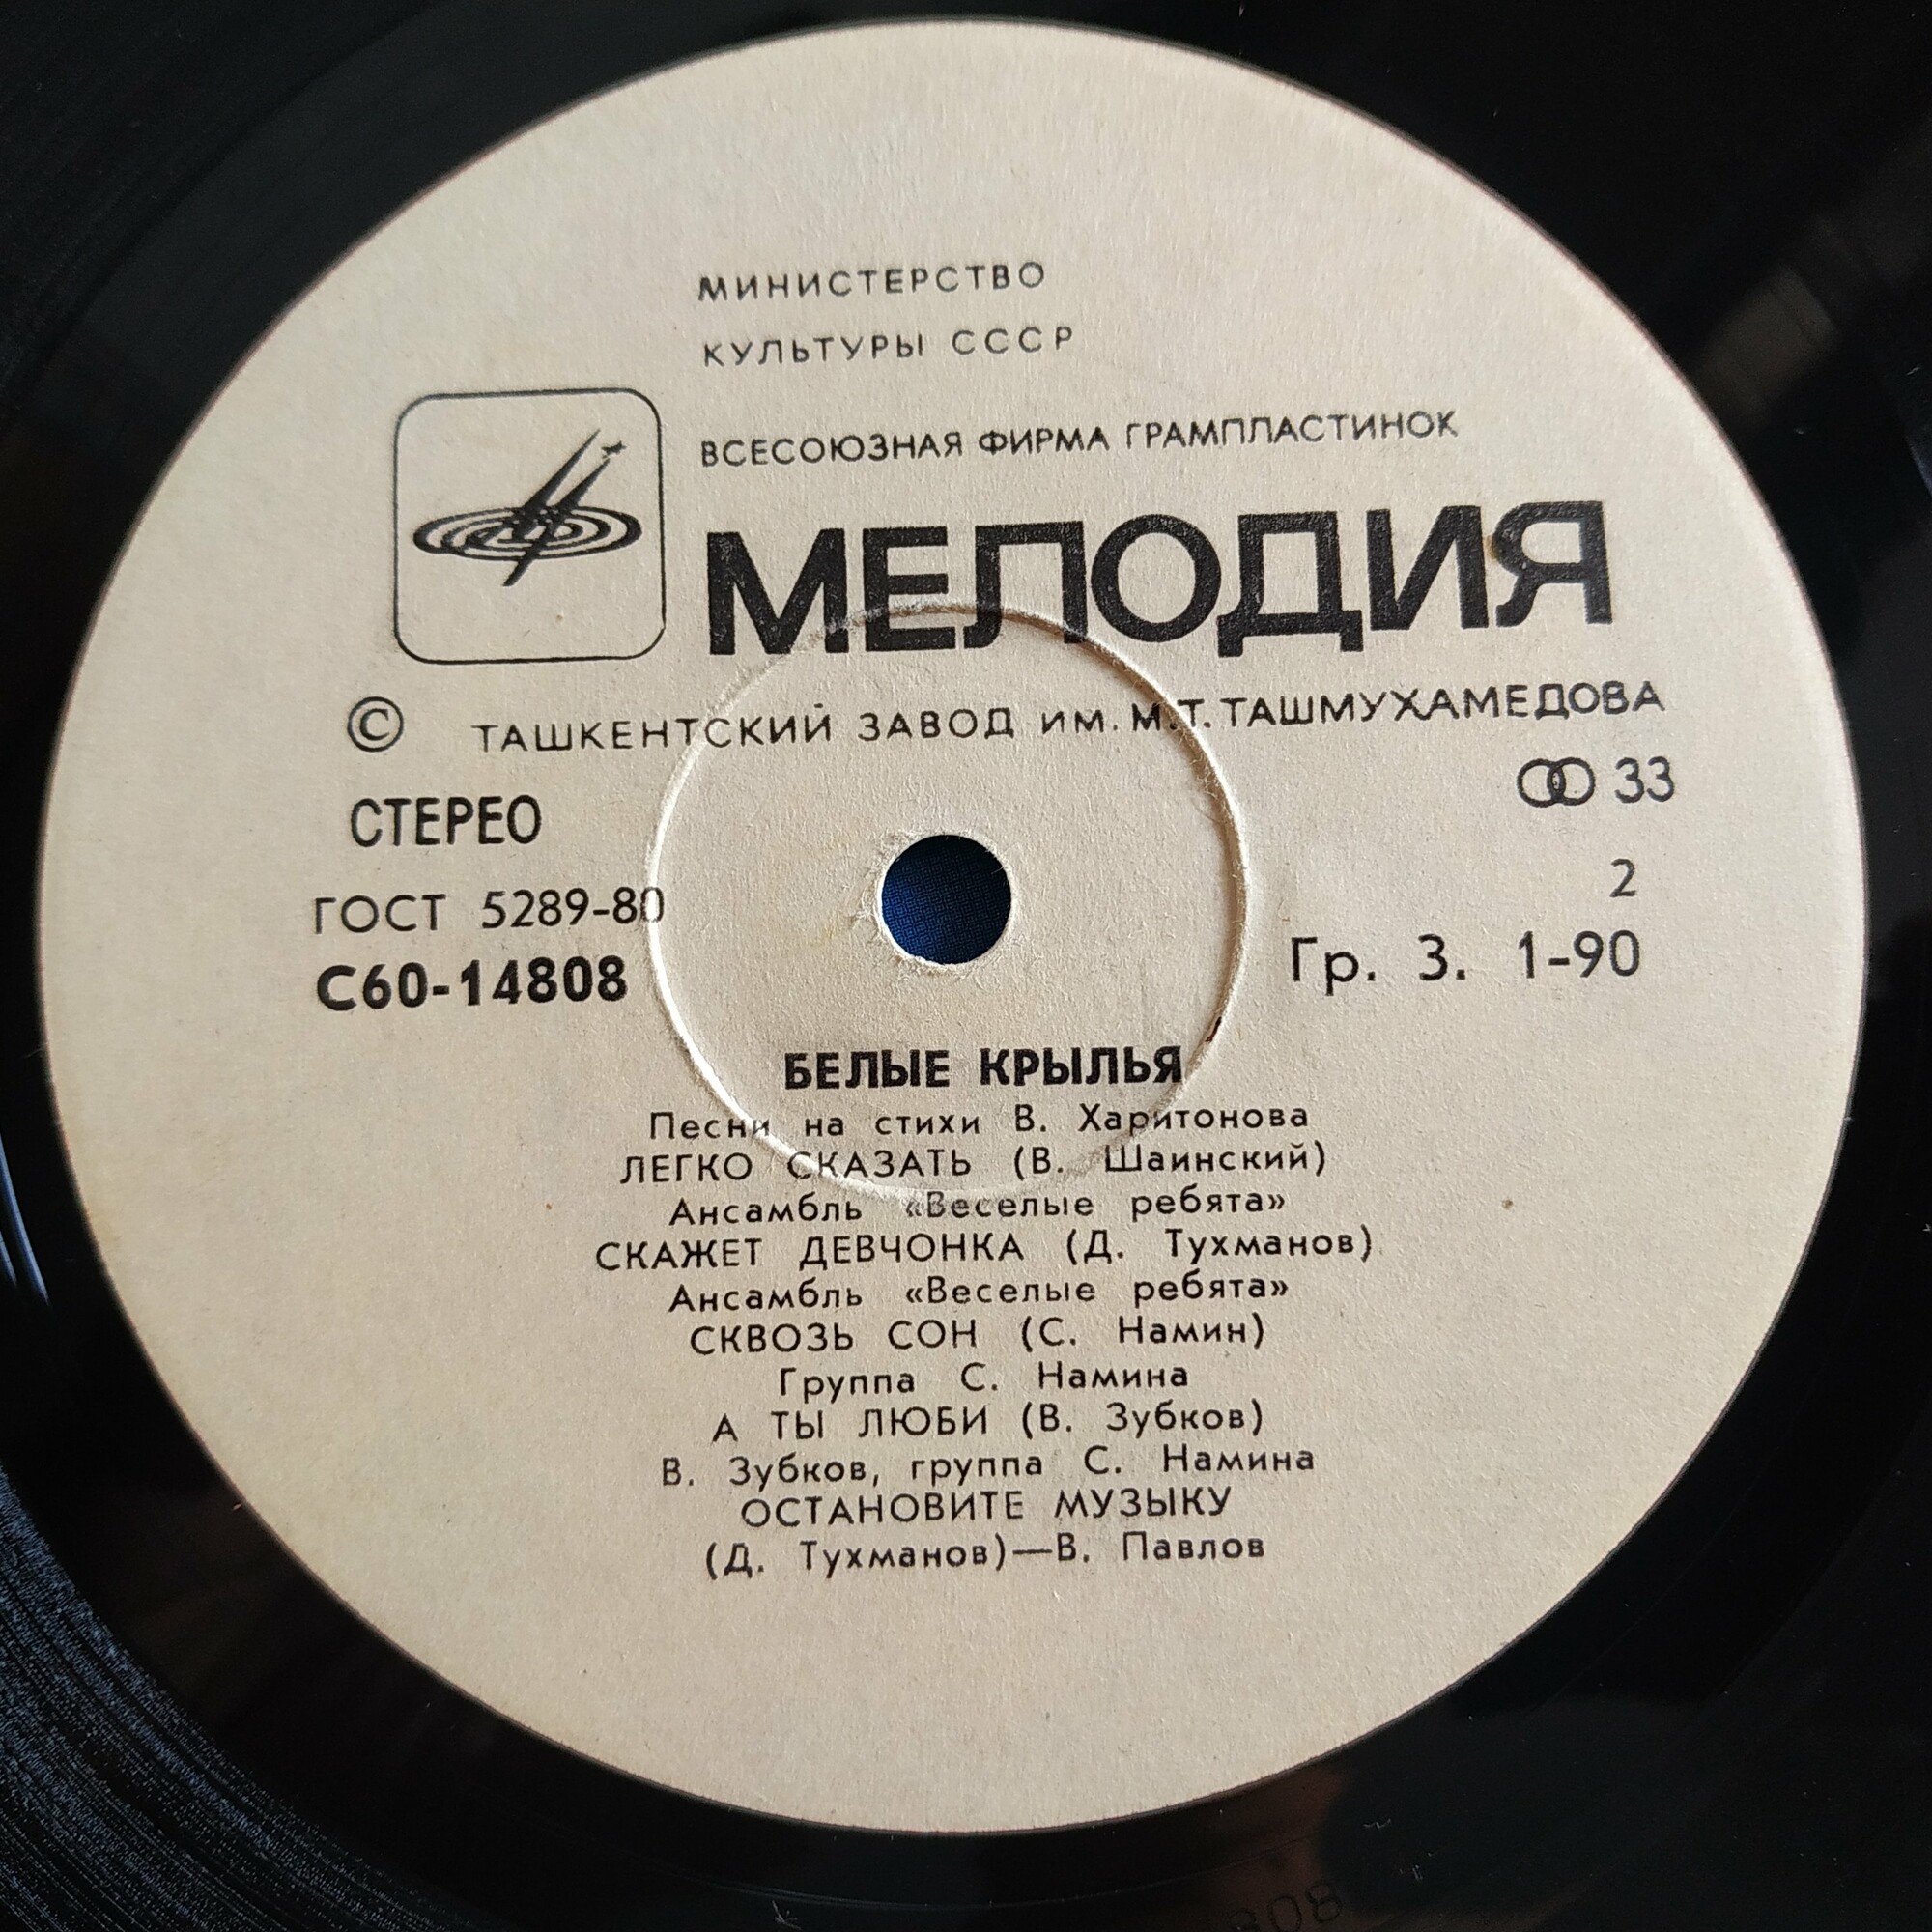 МИНИСТЕРСТВО
КУЛЬТУРЫ СССР
ВСЕСОЮЗНАЯ ФИРМА ГРАМПЛАСТИНОК
МЕЛОДИЯ
© ТАШКЕНТСКИЙ ЗАВОД ИМ. М.Т. ТАШМУХАМЕДОВА
СТЕРЕО
33
ГОСТ 5289-80
2
С60-14808
Гр. 3. 1-90
БЕЛЫЕ КРЫЛЬЯ
Песни на стихи В. Харитонова
ЛЕГКО СКАЗАТЬ (В. Шаинский)
Ансамбль «Веселые ребята»
СКАЖЕТ ДЕВЧОНКА (Д. Тухманов)
Ансамбль «Веселые ребята»
СКВОЗЬ СОН (С. Намин)
Группа С. Намина
А ТЫ ЛЮБИ (В. Зубков)
В. Зубков, группа С. Намина
ОСТАНОВИТЕ МУЗЫКУ
(Д. Тухманов)—В. Павлов